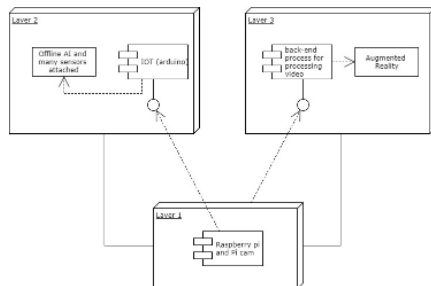 Layer 2
Offline AI and
many sensors
attached
IOT (arduino)
Layer 3
back-end
process for
processing
video
Augmented
Reality
Layer 1
Raspberry pi
and Pi cam